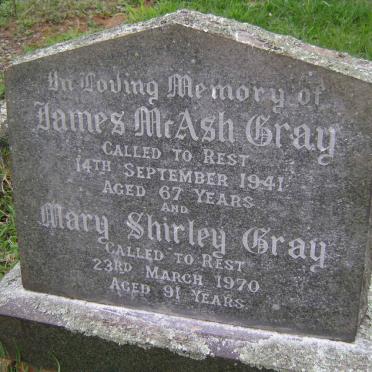 In Loving Memory of
James McAsh Gray
Called to Rest
14th September 1941
Aged 67 Years
and
Mary Shirley Gray
Called to Rest
23rd March 1970
Aged 91 Years